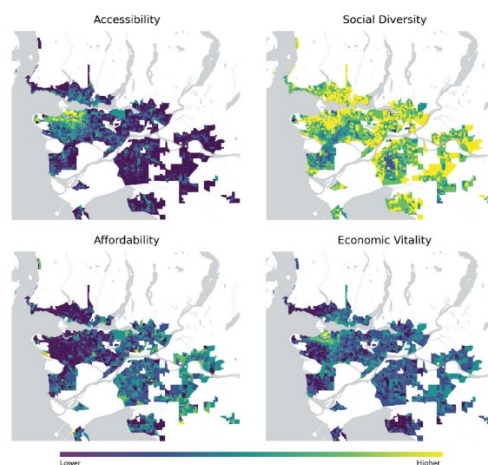 Accessibility
Social Diversity
Affordability
Economic Vitality
Lower
Higher